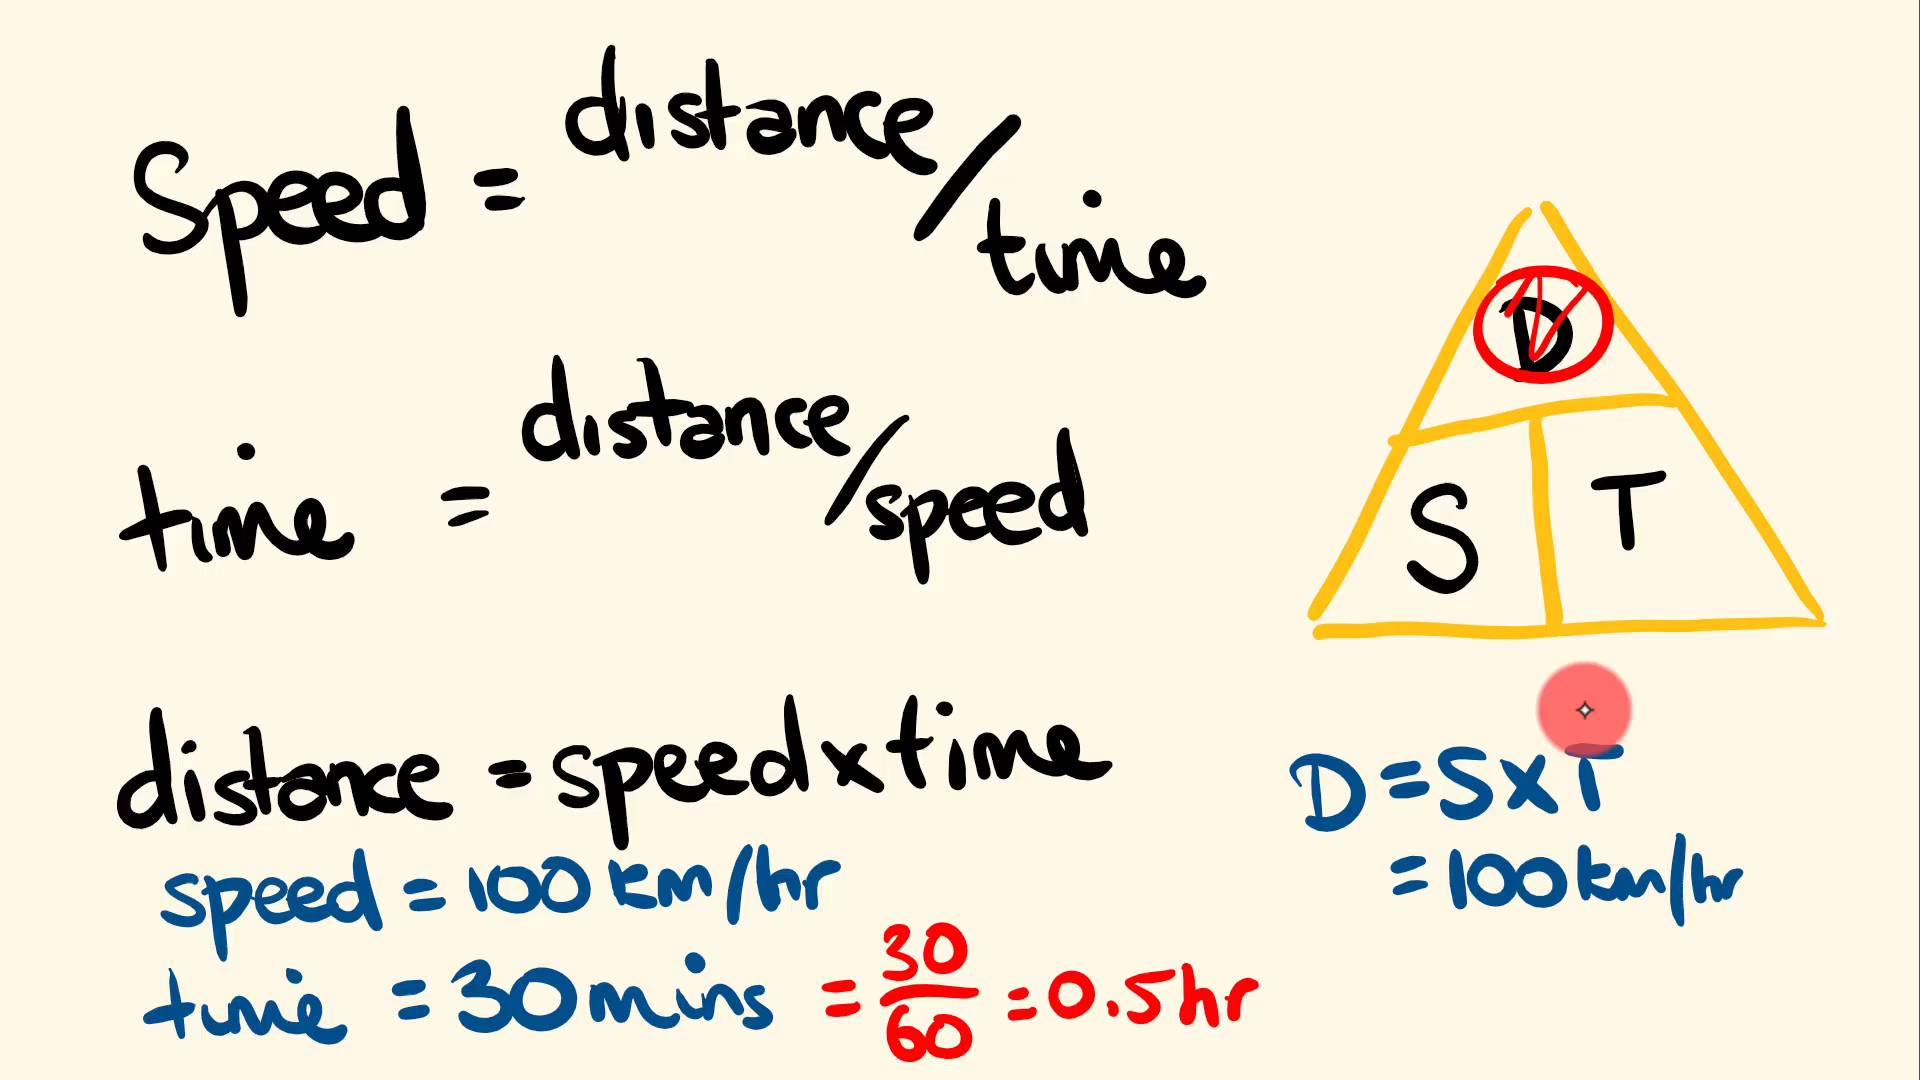 Speed = distance/time
time = distance/speed
distance = speed x time
speed = 100 km/hr
time = 30 mins = 30/60 = 0.5 hr
D
S T
D = S x T
= 100 km/hr